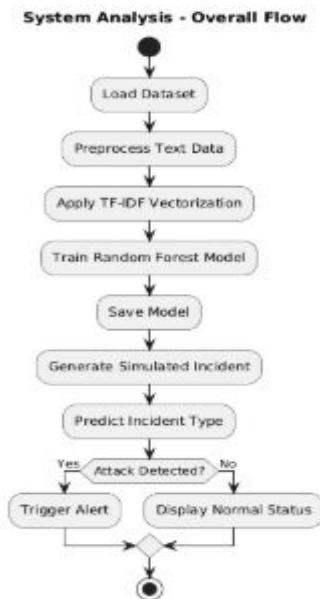 System Analysis - Overall Flow
Load Dataset
Preprocess Text Data
Apply TF-IDF Vectorization
Train Random Forest Model
Save Model
Generate Simulated Incident
Predict Incident Type
Yes
Attack Detected?
No
Trigger Alert
Display Normal Status